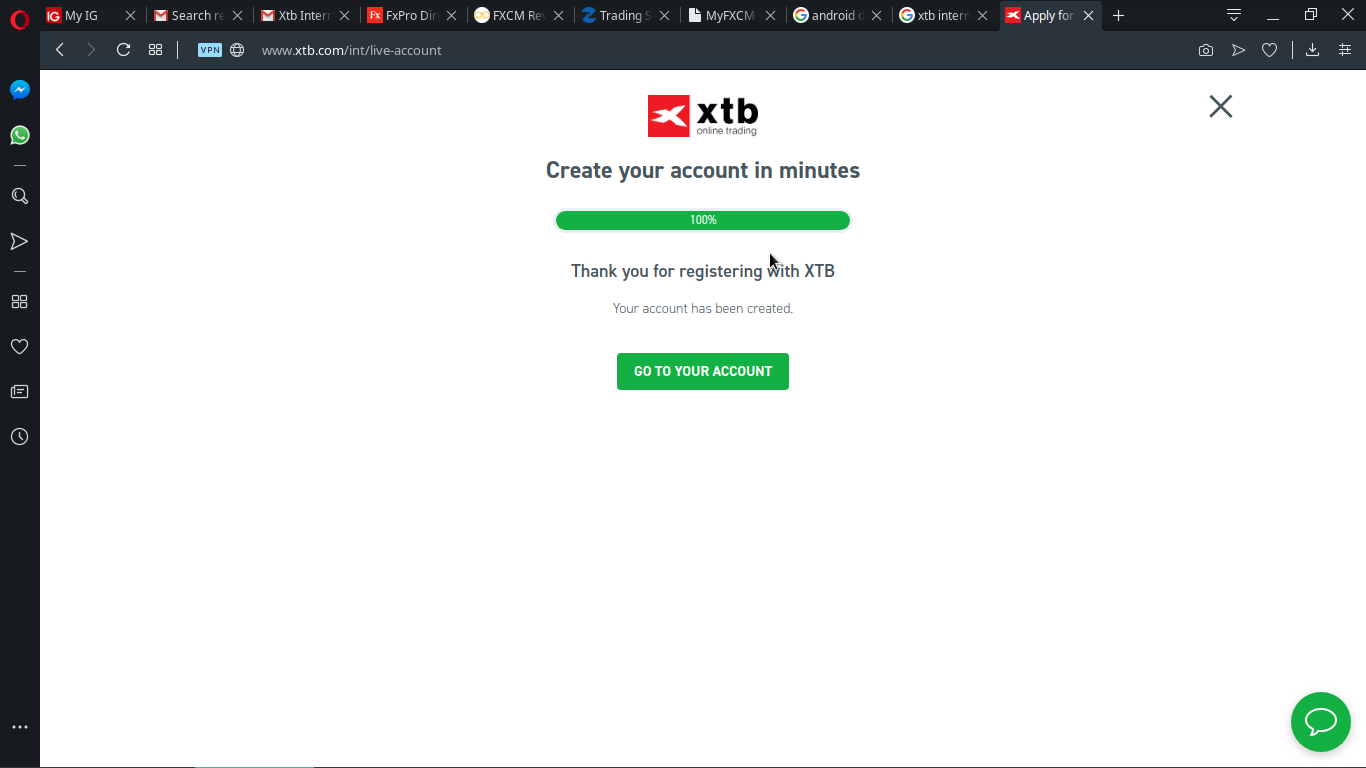 My IG
Search re
Xtb Intern
FxPro Dir
FXCM Rev
Trading S
MyFXCM
android d
xtb intern
Apply for
VPN
www.xtb.com/int/live-account
xtb
online trading
Create your account in minutes
100%
Thank you for registering with XTB
Your account has been created.
GO TO YOUR ACCOUNT